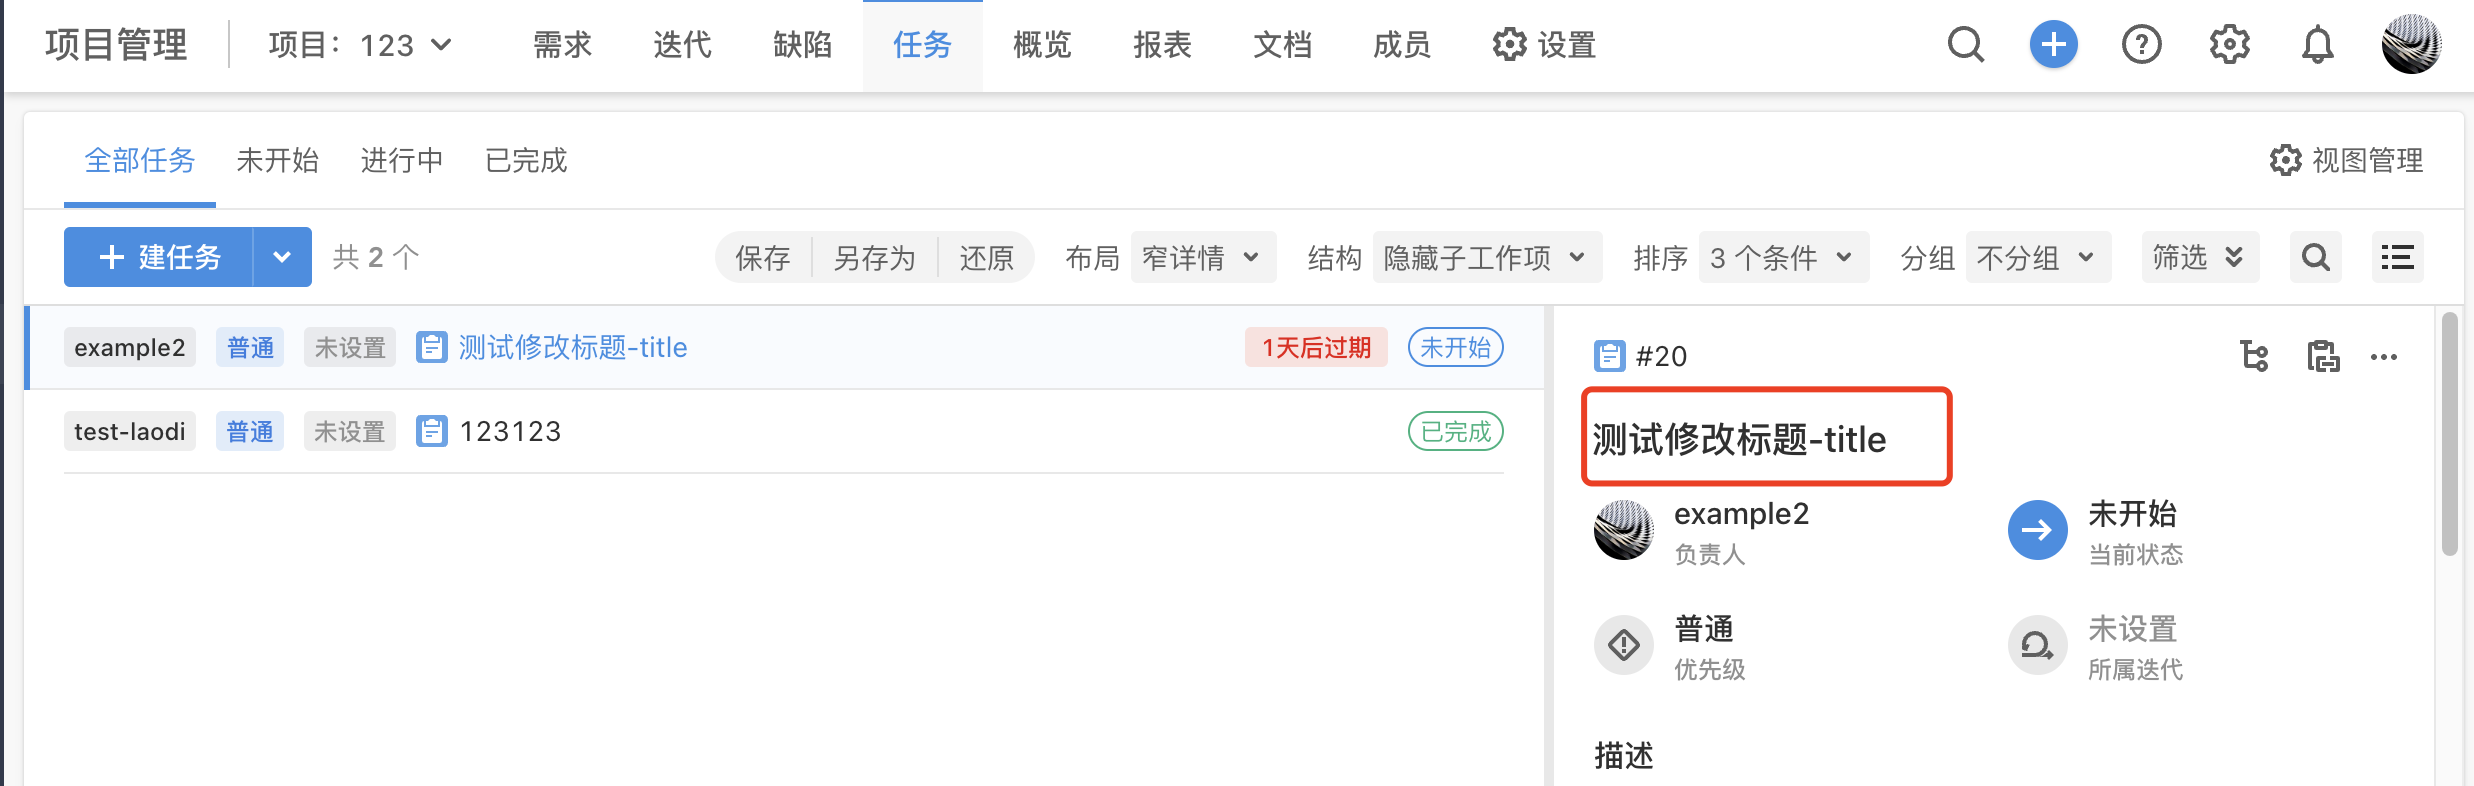 项目管理 项目：123 需求 迭代 缺陷 任务 概览 报表 文档 成员 设置
全部任务 未开始 进行中 已完成 视图管理
建任务 共 2 个 保存 另存为 还原 布局 窄详情 结构 隐藏子工作项 排序 3 个条件 分组 不分组 筛选
example2 普通 未设置 测试修改标题-title 1天后过期 未开始
test-laodi 普通 未设置 123123 已完成
#20
测试修改标题-title
example2
负责人
未开始
当前状态
普通
优先级
未设置
所属迭代
描述